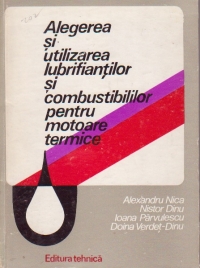 Alegerea
și
utilizarea
lubrifianților
și
combustibililor
pentru
motoare
termice
Alexandru Nica
Nistor Dinu
Ioana Pârvulescu
Doina Verdeț-Dinu
Editura tehnică